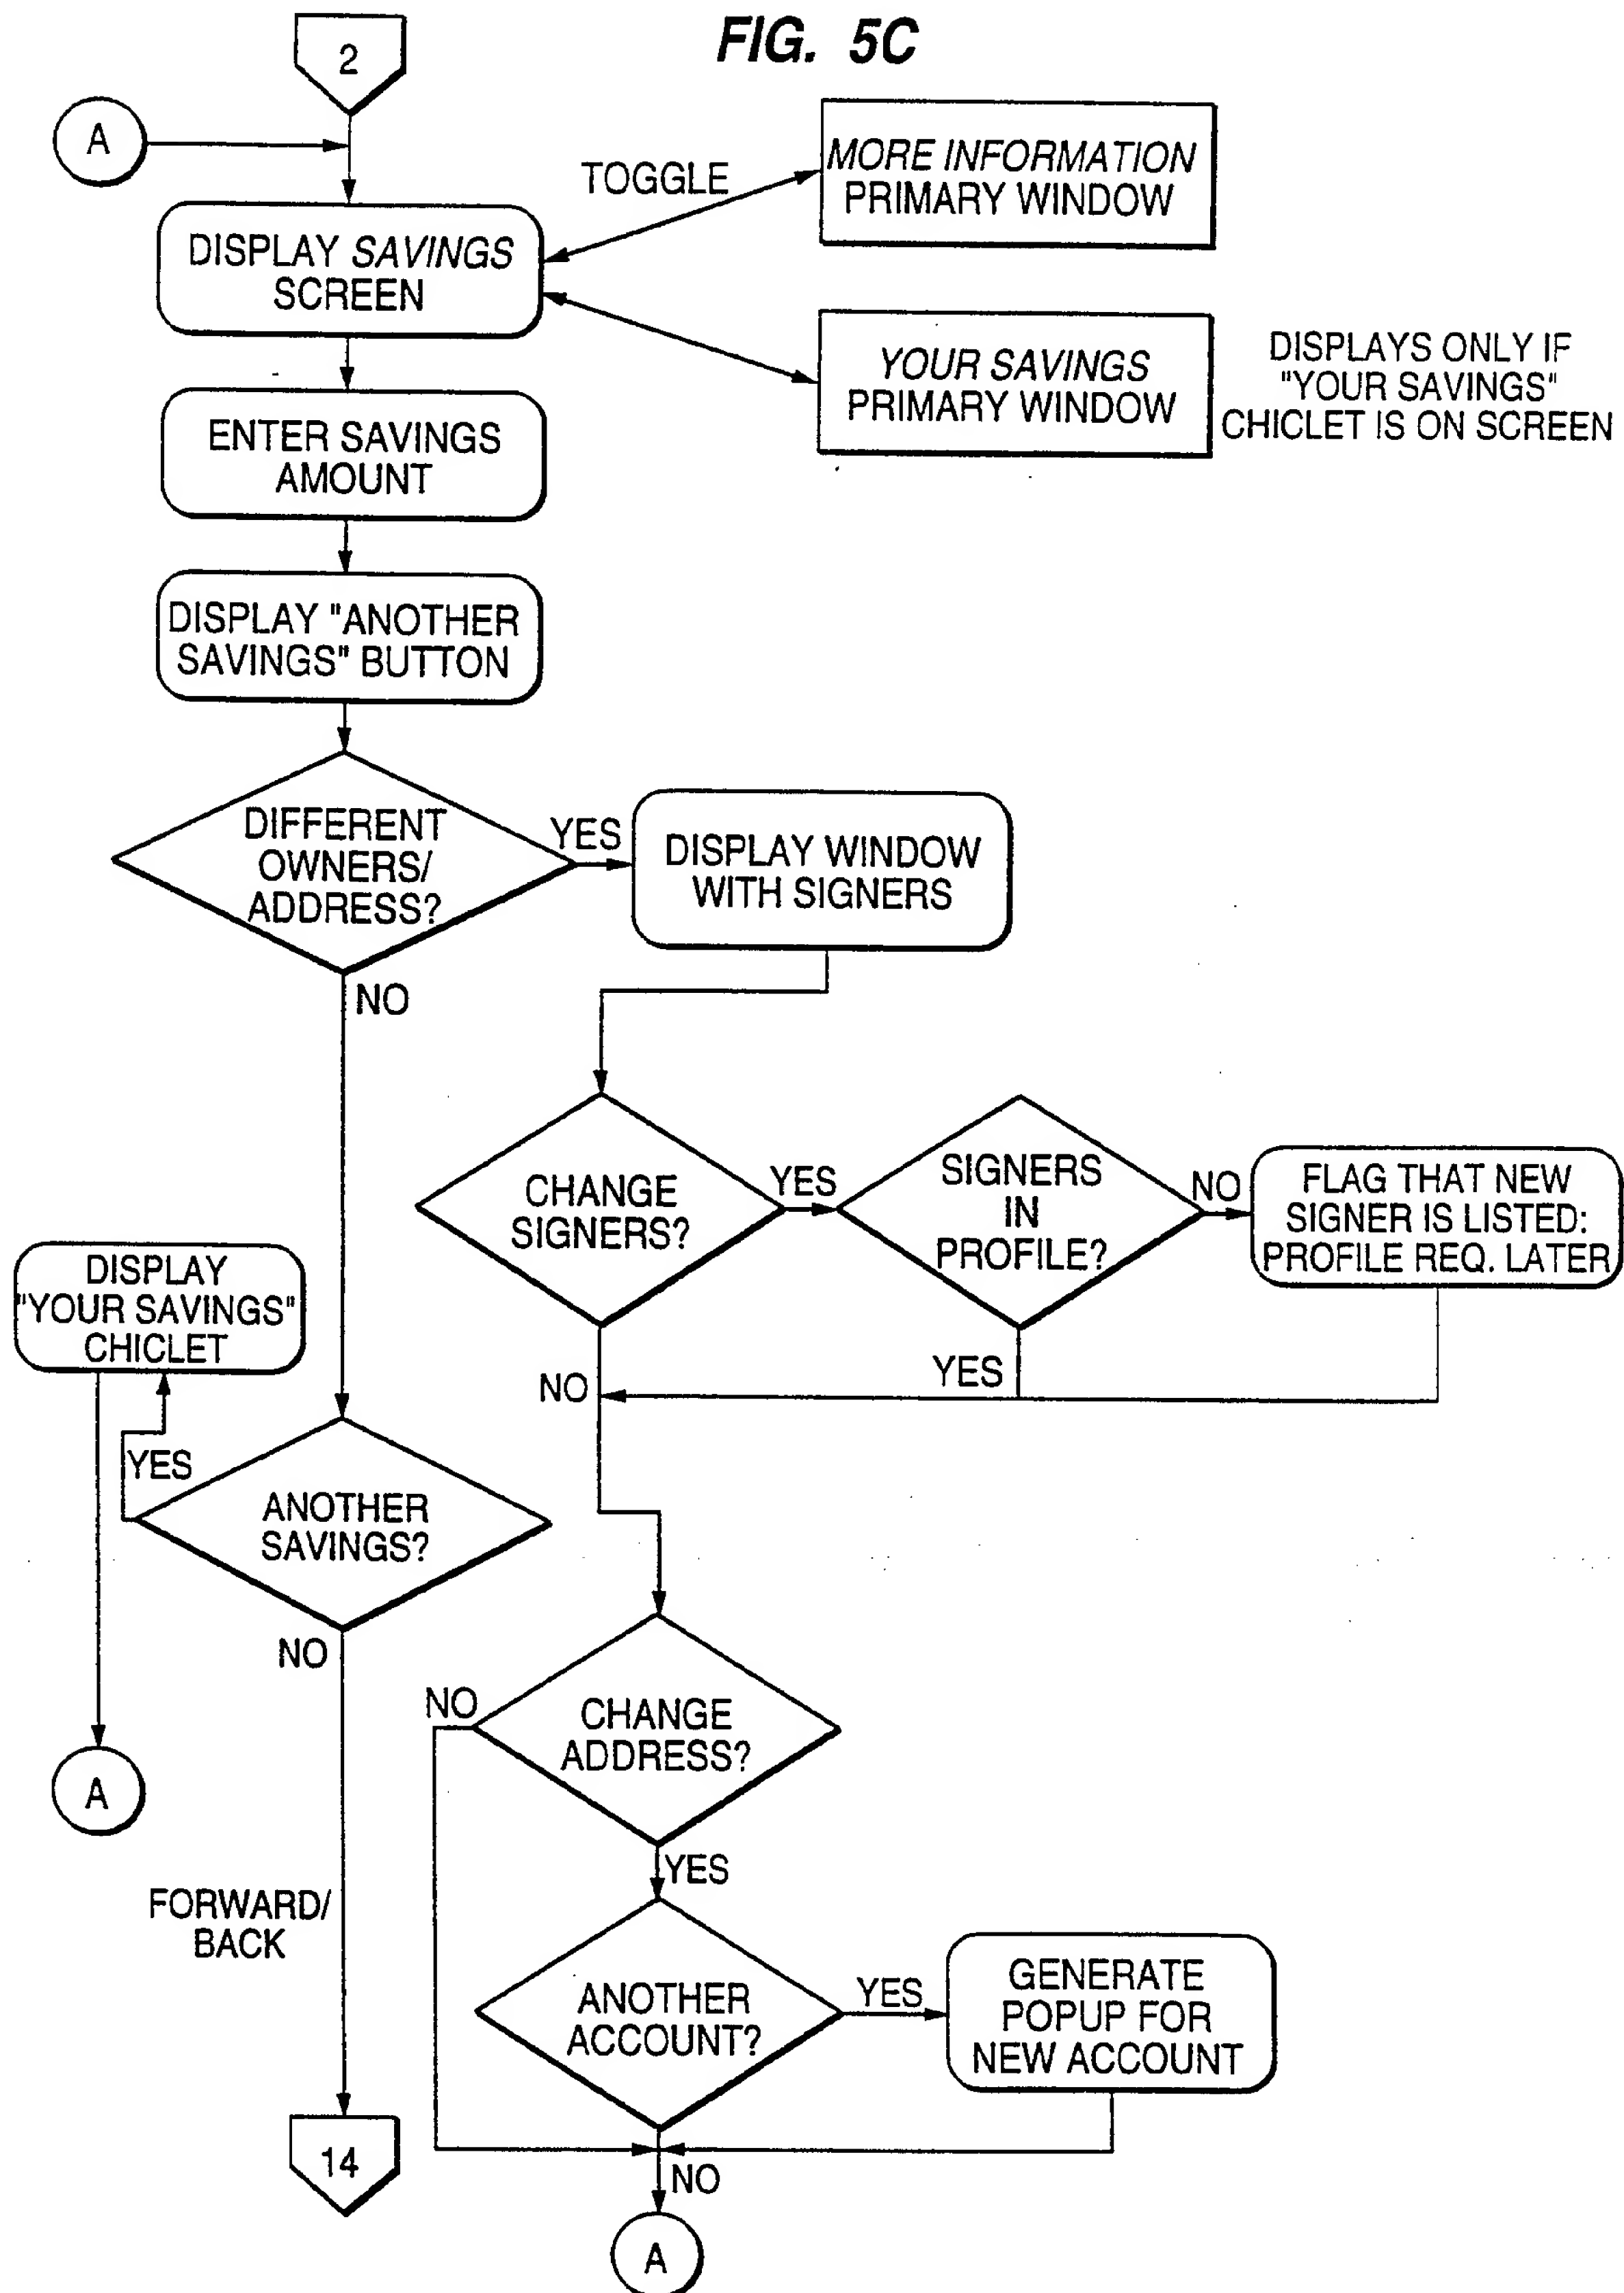 FIG. 5C
2
A
TOGGLE
MORE INFORMATION
PRIMARY WINDOW
DISPLAY SAVINGS
SCREEN
YOUR SAVINGS
PRIMARY WINDOW
DISPLAYS ONLY IF
"YOUR SAVINGS"
CHICLET IS ON SCREEN
ENTER SAVINGS
AMOUNT
DISPLAY "ANOTHER
SAVINGS" BUTTON
DIFFERENT
OWNERS/
ADDRESS?
YES
DISPLAY WINDOW
WITH SIGNERS
NO
CHANGE
SIGNERS?
YES
SIGNERS
IN
PROFILE?
NO
FLAG THAT NEW
SIGNER IS LISTED:
PROFILE REQ. LATER
DISPLAY
"YOUR SAVINGS"
CHICLET
NO
YES
YES
ANOTHER
SAVINGS?
NO
NO
CHANGE
ADDRESS?
A
YES
FORWARD/
BACK
ANOTHER
ACCOUNT?
YES
GENERATE
POPUP FOR
NEW ACCOUNT
14
NO
A